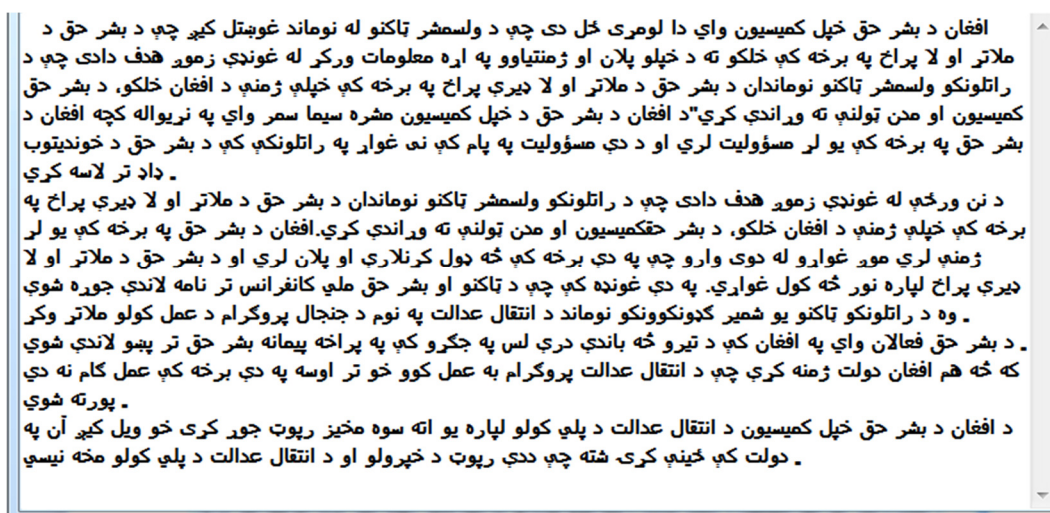 افغان د بشر حق خپل کمیسیون واي دا لومړی ځل دی چې د ولسمشر ټاکنو له نوماند غوښتل کیږ چې د بشر حق د
ملاتړ او لا پراخ په برخه کې خلکو ته د خپلو پلان او ژمنتیاوو په اړه معلومات ورکړ له غونډې زموږ هدف دادی چې د
راتلونکو ولسمشر ټاکنو نوماندان د بشر حق د ملاتړ او لا ډیرې پراخ په برخه کې خپلې ژمنې د افغان خلکو، د بشر حق
کمیسیون او مدن ټولنې ته وړاندې کړي"د افغان د بشر حق د خپل کمیسیون مشره سیما سمر واي په نړیواله کچه افغان د
بشر حق په برخه کې یو لړ مسؤولیت لري او د دې مسؤولیت په پام کې نی غواړ په راتلونکې کې د بشر حق د خوندیتوب
ډاډ تر لاسه کړي ـ
د نن ورځې له غونډې زموږ هدف دادی چې د راتلونکو ولسمشر ټاکنو نوماندان د بشر حق د ملاتړ او لا ډیرې پراخ په
برخه کې خپلې ژمنې د افغان خلکو، د بشر حقکمیسیون او مدن ټولنې ته وړاندې کړي.افغان د بشر حق په برخه کې یو لړ
ژمنې لري موږ غواړو له دوی وارو چې په دې برخه کې څه ډول کړنلارې او پلان لري او د بشر حق د ملاتړ او لا
ډیرې پراخ لپاره نور څه کول غواړي. په دې غونډه کې چې د ټاکنو او بشر حق ملي کانفرانس تر نامه لاندې جوړه شوې
وه د راتلونکو ټاکنو یو شمیر ګډونکوونکو نوماند د انتقال عدالت په نوم د جنجال پروګرام د عمل کولو ملاتړ وکړ ـ
د بشر حق فعالان واي په افغان کې د تیرو څه باندې درې لس په جګړو کې په پراخه پیمانه بشر حق تر پښو لاندې شوي ـ
که څه هم افغان دولت ژمنه کړې چې د انتقال عدالت پروګرام به عمل کوو خو تر اوسه په دې برخه کې عمل ګام نه دی
پورته شوی ـ
د افغان د بشر حق خپل کمیسیون د انتقال عدالت د پلي کولو لپاره یو اته سوه مخیز رپوټ جوړ کړی خو ویل کیږ آن په
دولت کې ځینې کړۍ شته چې ددې رپوټ د خپرولو او د انتقال عدالت د پلي کولو مخه نیسي ـ